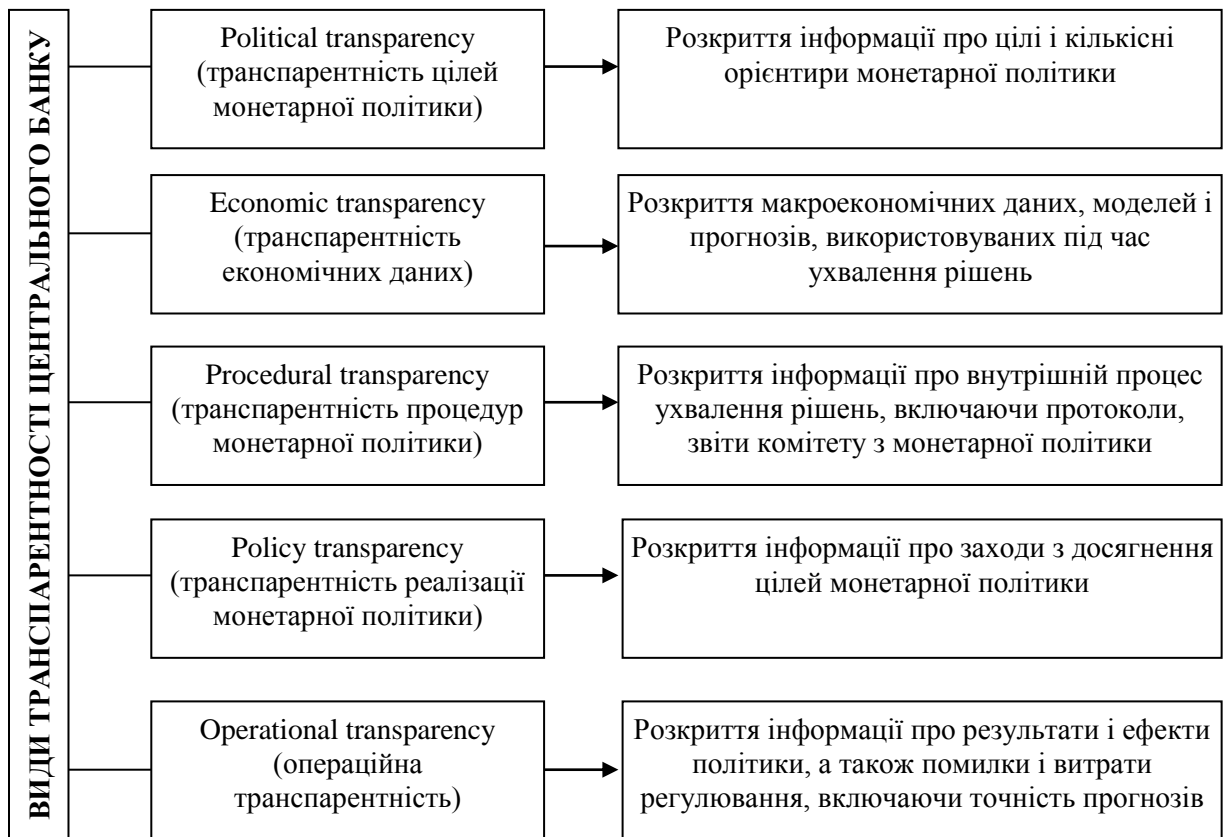 ВИДИ ТРАНСПАРЕНТНОСТІ ЦЕНТРАЛЬНОГО БАНКУ
Political transparency
(транспарентність цілей
монетарної політики)
Розкриття інформації про цілі і кількісні
орієнтири монетарної політики
Economic transparency
(транспарентність
економічних даних)
Розкриття макроекономічних даних, моделей і
прогнозів, використовуваних під час
ухвалення рішень
Procedural transparency
(транспарентність процедур
монетарної політики)
Розкриття інформації про внутрішній процес
ухвалення рішень, включаючи протоколи,
звіти комітету з монетарної політики
Policy transparency
(транспарентність реалізації
монетарної політики)
Розкриття інформації про заходи з досягнення
цілей монетарної політики
Operational transparency
(операційна
транспарентність)
Розкриття інформації про результати і ефекти
політики, а також помилки і витрати
регулювання, включаючи точність прогнозів